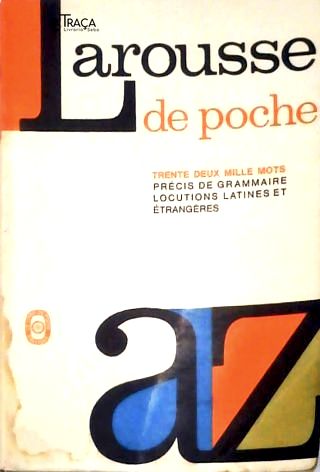 TRAÇA
Livraria Sebo
Larousse
de poche
TRENTE DEUX MILLE MOTS
PRÉCIS DE GRAMMAIRE
LOCUTIONS LATINES ET
ÉTRANGÈRES
az